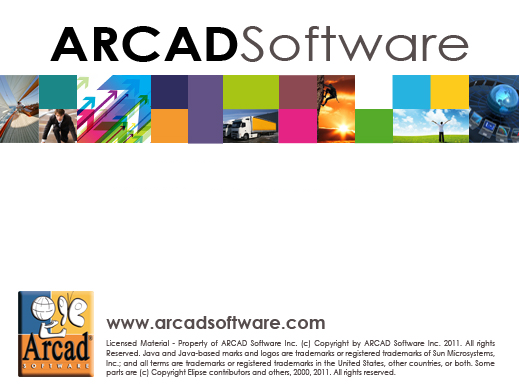 ARCADSoftware
Arcad
SOFTWARE
www.arcadsoftware.com
Licensed Material - Property of ARCAD Software Inc. (c) Copyright by ARCAD Software Inc. 2011. All rights
Reserved. Java and Java-based marks and logos are trademarks or registered trademarks of Sun Microsystems,
Inc.; and all terms are trademarks or registered trademarks in the United States, other countries, or both. Some
parts are (c) Copyright Elipse contributors and others, 2000, 2011. All rights reserved.